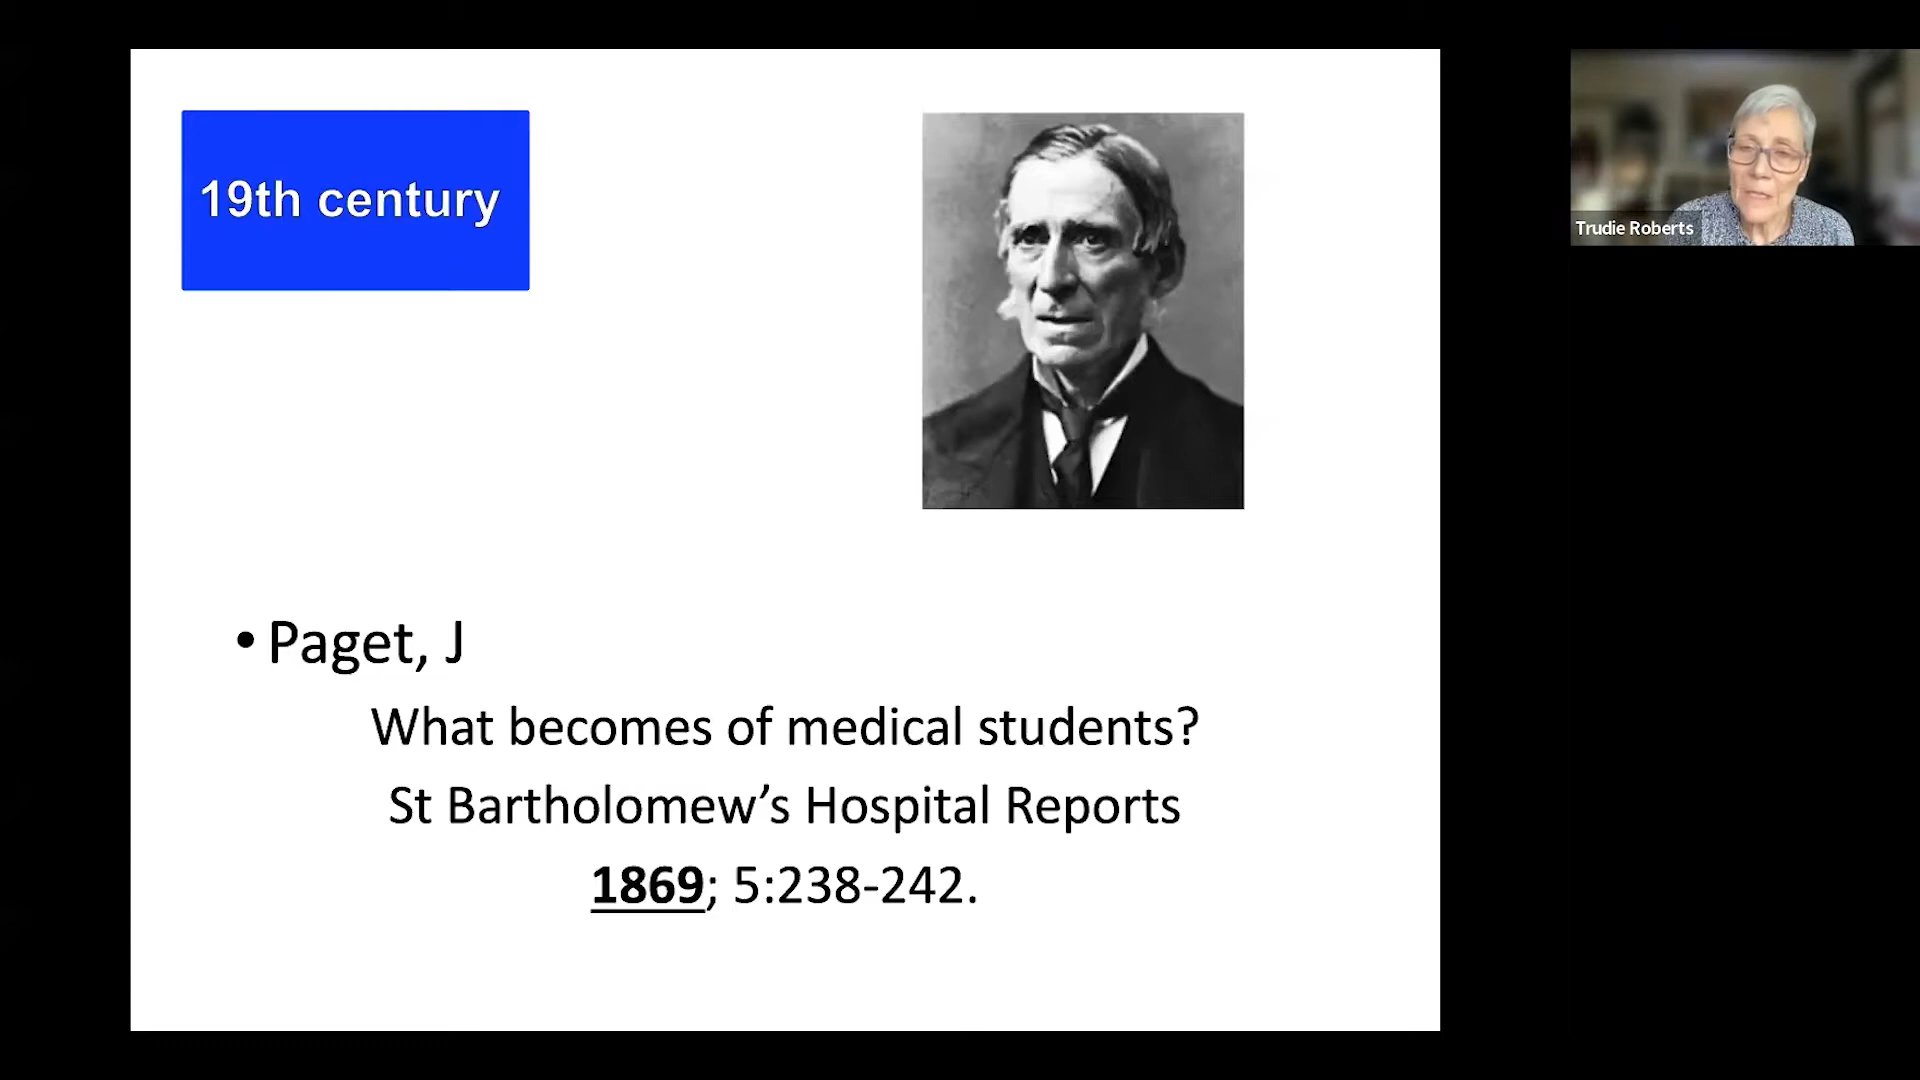 19th century
Trudie Roberts
• Paget, J
What becomes of medical students?
St Bartholomew’s Hospital Reports
1869; 5:238-242.